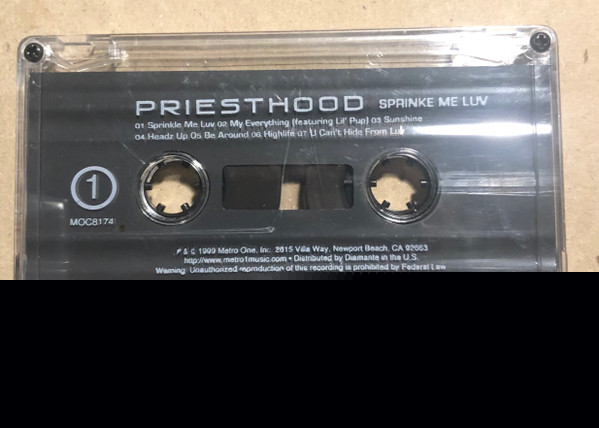 PRIESTHOOD SPRINKE ME LUV
01 Sprinkle Me Luv 02 My Everything (featuring Lil' Pup) 03 Sunshine
04 Headz Up 05 Be Around 06 Highlife 07 U Can't Hide From Luv
1
MOC8174
℗ & © 1999 Metro One, Inc. 2615 Villa Way, Newport Beach, CA 92663
http://www.metro1music.com • Distributed by Diamante in the U.S.
Warning: Unauthorized reproduction of this recording is prohibited by Federal Law